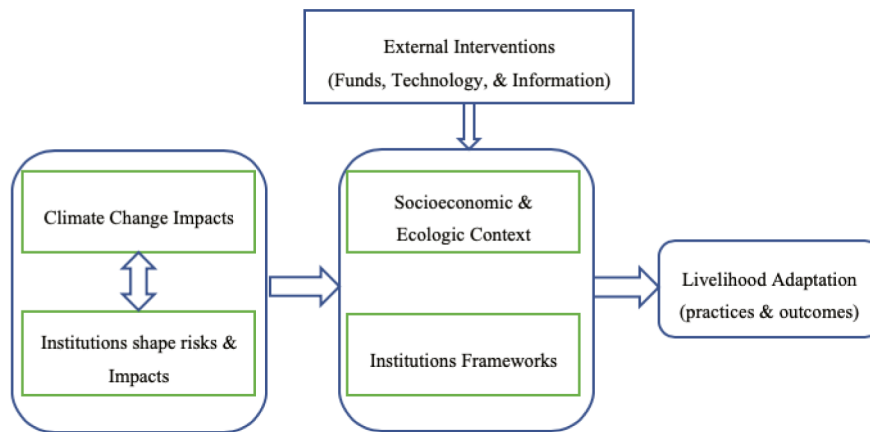 External Interventions
(Funds, Technology, & Information)
Climate Change Impacts
Institutions shape risks &
Impacts
Socioeconomic &
Ecologic Context
Institutions Frameworks
Livelihood Adaptation
(practices & outcomes)